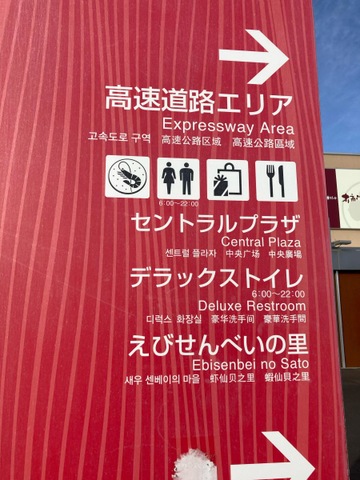 高速道路エリア
Expressway Area
고속도로 구역 高速公路区域 高速公路區域
6:00～22:00
セントラルプラザ
Central Plaza
센트럴 플라자 中央广场 中央廣場
デラックストイレ
6:00～22:00
Deluxe Restroom
디럭스 화장실 豪华洗手间 豪華洗手間
えびせんべいの里
Ebisenbei no Sato
새우 센베이의 마을 虾仙贝之里 蝦仙貝之里